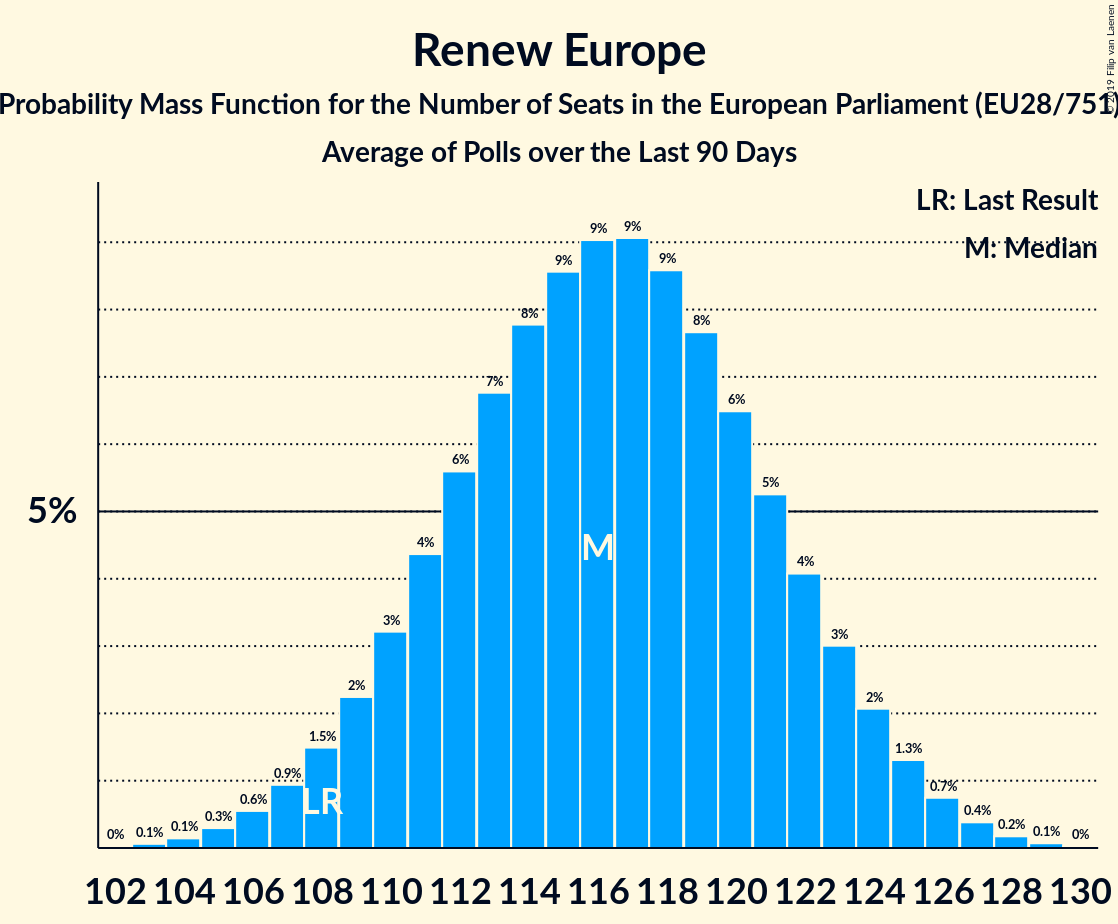 Renew Europe
Probability Mass Function for the Number of Seats in the European Parliament (EU28/751)
Average of Polls over the Last 90 Days
© 2019 Filip van Laenen
LR: Last Result
M: Median
9% 9%
9% 9%
8% 8%
7%
6%
6%
5%
5%
4%
4%
M
3%
3%
2%
2%
1.5%
1.3%
0.9%
0.7%
LR
0.6%
0.4%
0.3%
0.2%
0% 0.1% 0.1%
0.1% 0%
102 104 106 108 110 112 114 116 118 120 122 124 126 128 130